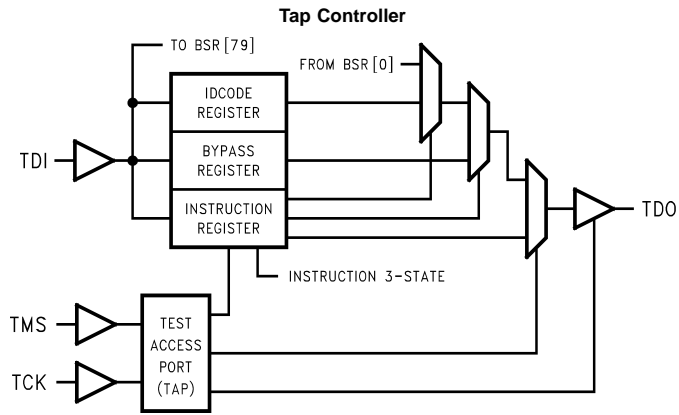 Tap Controller
TO BSR[79]
FROM BSR[0]
IDCODE
REGISTER
TDI
BYPASS
REGISTER
INSTRUCTION
REGISTER
TDO
INSTRUCTION 3-STATE
TMS
TEST
ACCESS
PORT
(TAP)
TCK